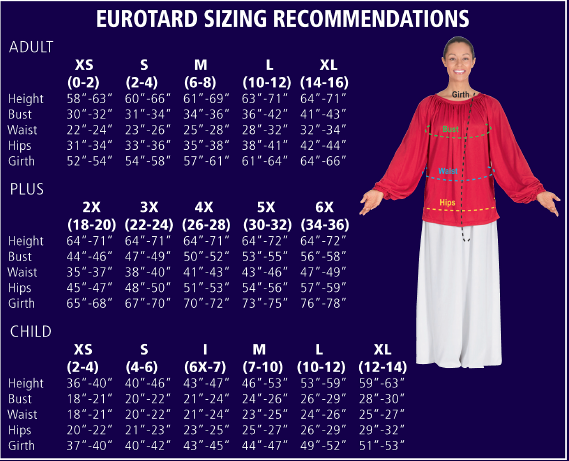 EUROTARD SIZING RECOMMENDATIONS
ADULT
XS S M L XL
(0-2) (2-4) (6-8) (10-12) (14-16)
Height 58"-63" 60"-66" 61"-69" 63"-71" 64"-71"
Bust 30"-32" 31"-34" 34"-36" 36"-42" 41"-43"
Waist 22"-24" 23"-26" 25"-28" 28"-32" 32"-34"
Hips 31"-34" 33"-36" 35"-38" 38"-41" 42"-44"
Girth 52"-54" 54"-58" 57"-61" 61"-64" 64"-66"
PLUS
2X 3X 4X 5X 6X
(18-20) (22-24) (26-28) (30-32) (34-36)
Height 64"-71" 64"-71" 64"-71" 64"-72" 64"-72"
Bust 44"-46" 47"-49" 50"-52" 53"-55" 56"-58"
Waist 35"-37" 38"-40" 41"-43" 43"-46" 47"-49"
Hips 45"-47" 48"-50" 51"-53" 54"-56" 57"-59"
Girth 65"-68" 67"-70" 70"-72" 73"-75" 76"-78"
CHILD
XS S I M L XL
(2-4) (4-6) (6X-7) (7-10) (10-12) (12-14)
Height 36"-40" 40"-46" 43"-47" 46"-53" 53"-59" 59"-63"
Bust 18"-21" 20"-22" 21"-24" 24"-26" 26"-29" 28"-30"
Waist 18"-21" 20"-22" 21"-24" 23"-25" 24"-26" 25"-27"
Hips 20"-22" 21"-23" 23"-25" 25"-27" 26"-29" 29"-32"
Girth 37"-40" 40"-42" 43"-45" 44"-47" 49"-52" 51"-53"
Girth
Bust
Waist
Hips